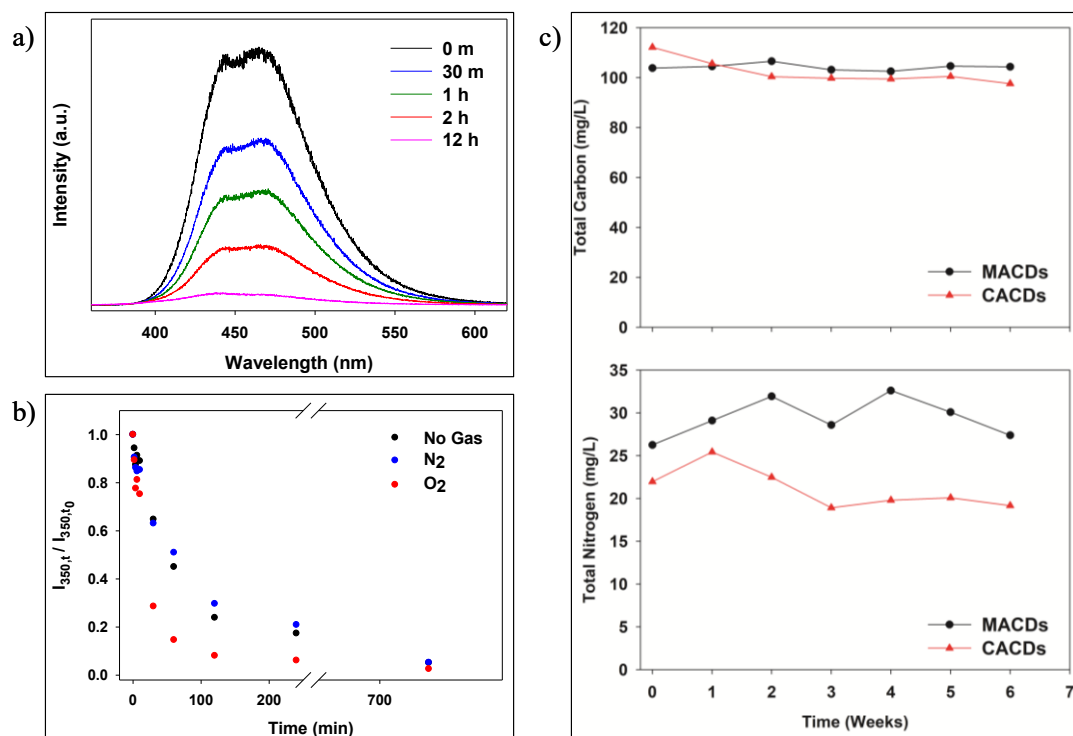 a)
Intensity (a.u.)
0 m
30 m
1 h
2 h
12 h
400 450 500 550 600
Wavelength (nm)
b)
I350,t / I350,t0
1.0
0.8
0.6
0.4
0.2
0.0
No Gas
N2
O2
0 100 200 700
Time (min)
c)
Total Carbon (mg/L)
120
100
80
60
40
20
0
MACDs
CACDs
Total Nitrogen (mg/L)
35
30
25
20
15
10
5
0
MACDs
CACDs
0 1 2 3 4 5 6 7
Time (Weeks)